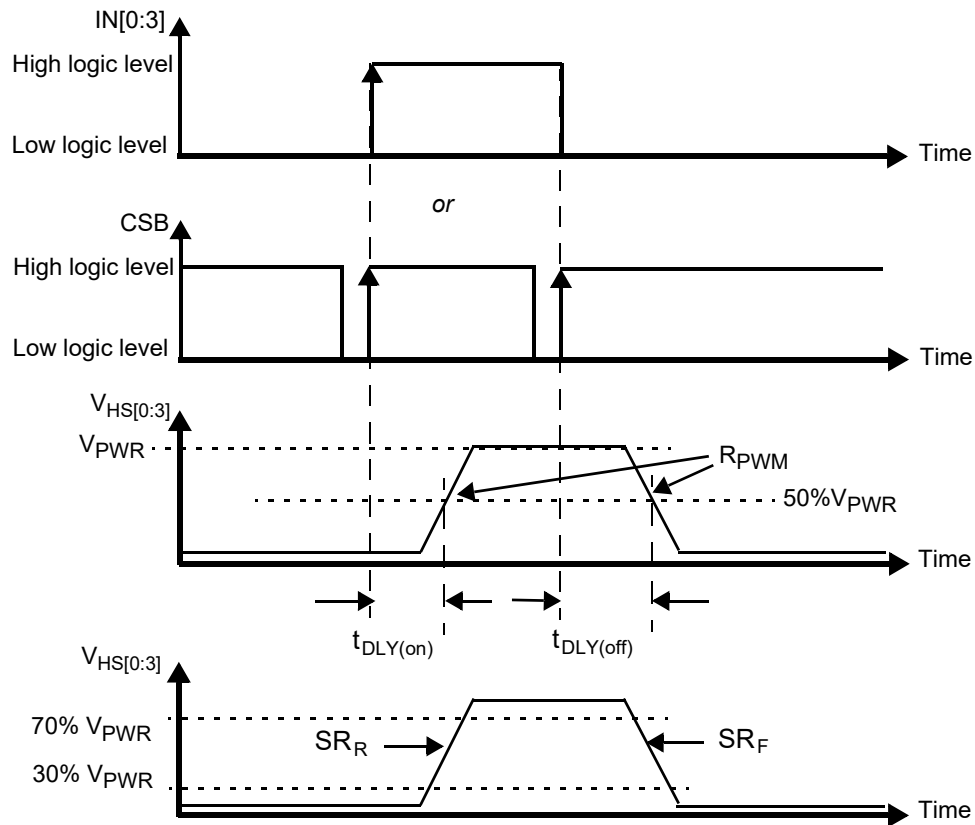 IN[0:3]
High logic level
Low logic level
Time
or
CSB
High logic level
Low logic level
Time
VHS[0:3]
VPWR
RPWM
50%VPWR
Time
tDLY(on)
tDLY(off)
VHS[0:3]
70% VPWR
SRR
SRF
30% VPWR
Time